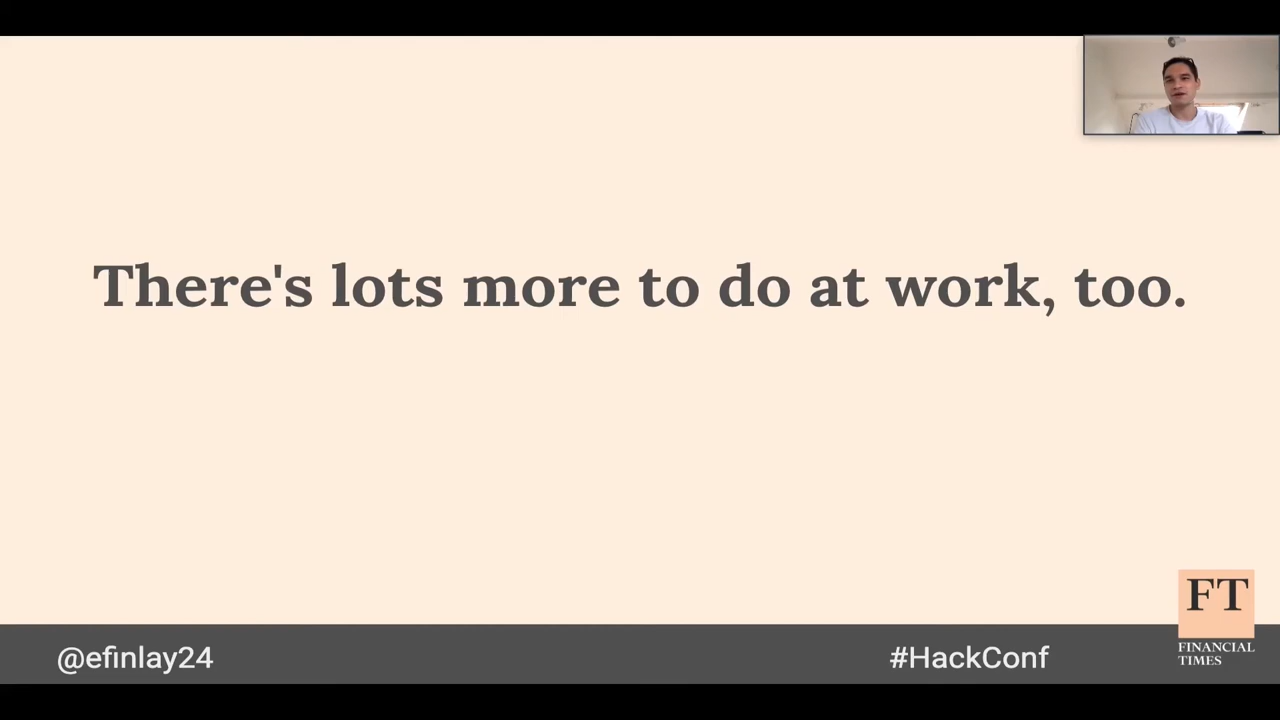 There's lots more to do at work, too.
@efinlay24
#HackConf
FT
FINANCIAL
TIMES